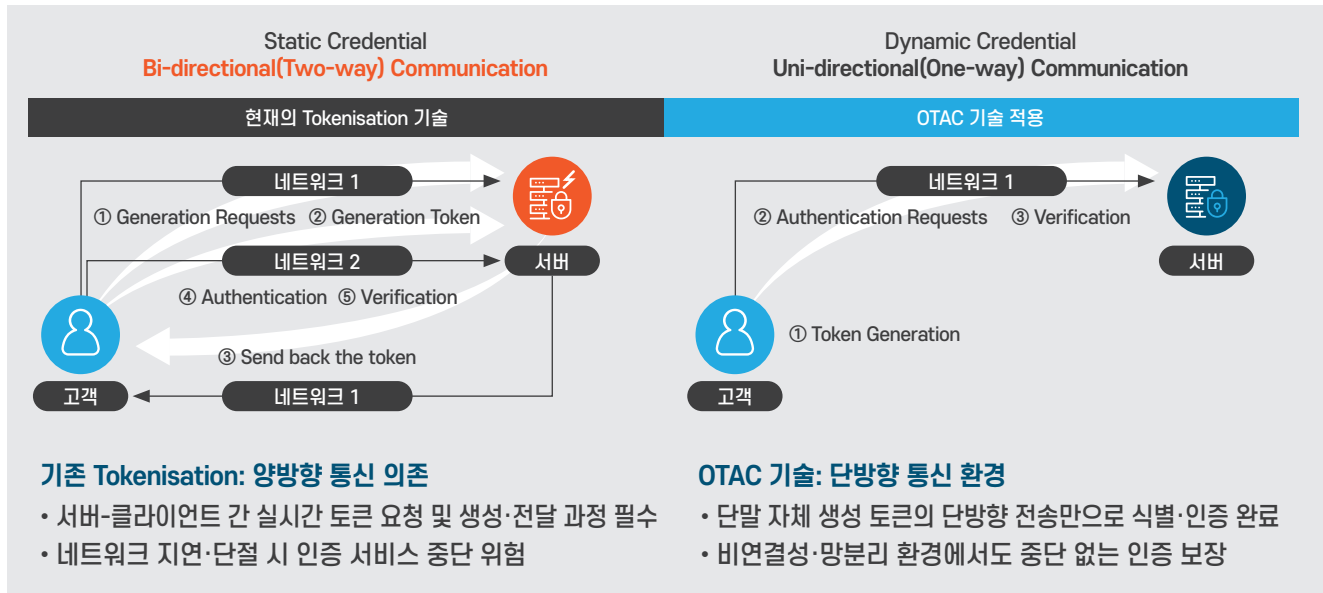 Static Credential
Bi-directional(Two-way) Communication
현재의 Tokenisation 기술
네트워크 1
① Generation Requests ② Generation Token
네트워크 2
서버
④ Authentication ⑤ Verification
③ Send back the token
고객
네트워크 1
기존 Tokenisation: 양방향 통신 의존
• 서버-클라이언트 간 실시간 토큰 요청 및 생성·전달 과정 필수
• 네트워크 지연·단절 시 인증 서비스 중단 위험
Dynamic Credential
Uni-directional(One-way) Communication
OTAC 기술 적용
네트워크 1
② Authentication Requests ③ Verification
서버
① Token Generation
고객
OTAC 기술: 단방향 통신 환경
• 단말 자체 생성 토큰의 단방향 전송만으로 식별·인증 완료
• 비연결성·망분리 환경에서도 중단 없는 인증 보장